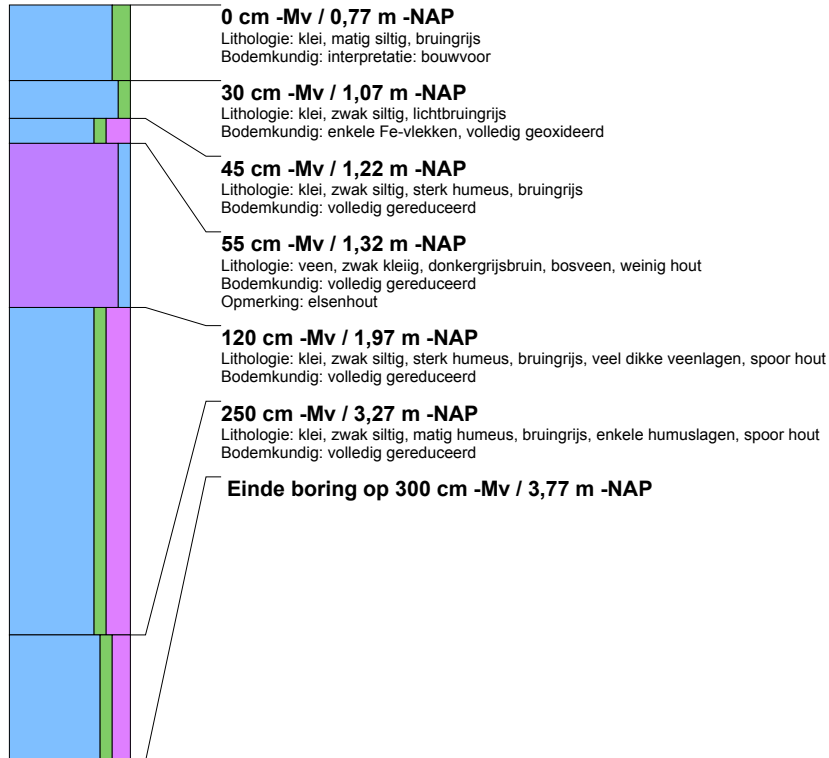 0 cm -Mv / 0,77 m -NAP
Lithologie: klei, matig siltig, bruingrijs
Bodemkundig: interpretatie: bouwvoor
30 cm -Mv / 1,07 m -NAP
Lithologie: klei, zwak siltig, lichtbruingrijs
Bodemkundig: enkele Fe-vlekken, volledig geoxideerd
45 cm -Mv / 1,22 m -NAP
Lithologie: klei, zwak siltig, sterk humeus, bruingrijs
Bodemkundig: volledig gereduceerd
55 cm -Mv / 1,32 m -NAP
Lithologie: veen, zwak kleiig, donkergrijsbruin, bosveen, weinig hout
Bodemkundig: volledig gereduceerd
Opmerking: elsenhout
120 cm -Mv / 1,97 m -NAP
Lithologie: klei, zwak siltig, sterk humeus, bruingrijs, veel dikke veenlagen, spoor hout
Bodemkundig: volledig gereduceerd
250 cm -Mv / 3,27 m -NAP
Lithologie: klei, zwak siltig, matig humeus, bruingrijs, enkele humuslagen, spoor hout
Bodemkundig: volledig gereduceerd
Einde boring op 300 cm -Mv / 3,77 m -NAP